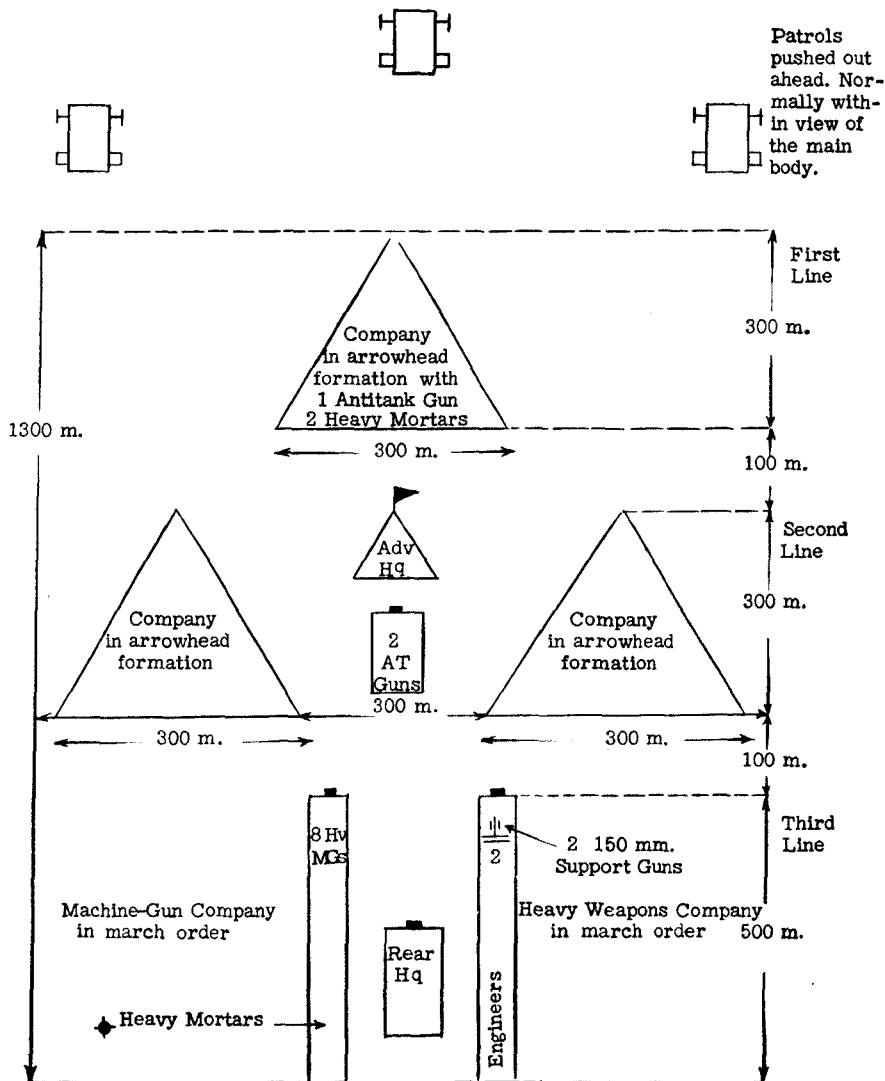 Patrols
pushed out
ahead. Nor-
mally with-
in view of
the main
body.
First
Line
300 m.
Company
in arrowhead
formation with
1 Antitank Gun
2 Heavy Mortars
1300 m.
300 m.
100 m.
Adv
Hq
Second
Line
300 m.
Company
in arrowhead
formation
2
AT
Guns
Company
in arrowhead
formation
300 m.
300 m.
300 m.
100 m.
8 Hv
MGs
2
2 150 mm.
Support Guns
Third
Line
Machine-Gun Company
in march order
Heavy Weapons Company
in march order
500 m.
Rear
Hq
Engineers
Heavy Mortars